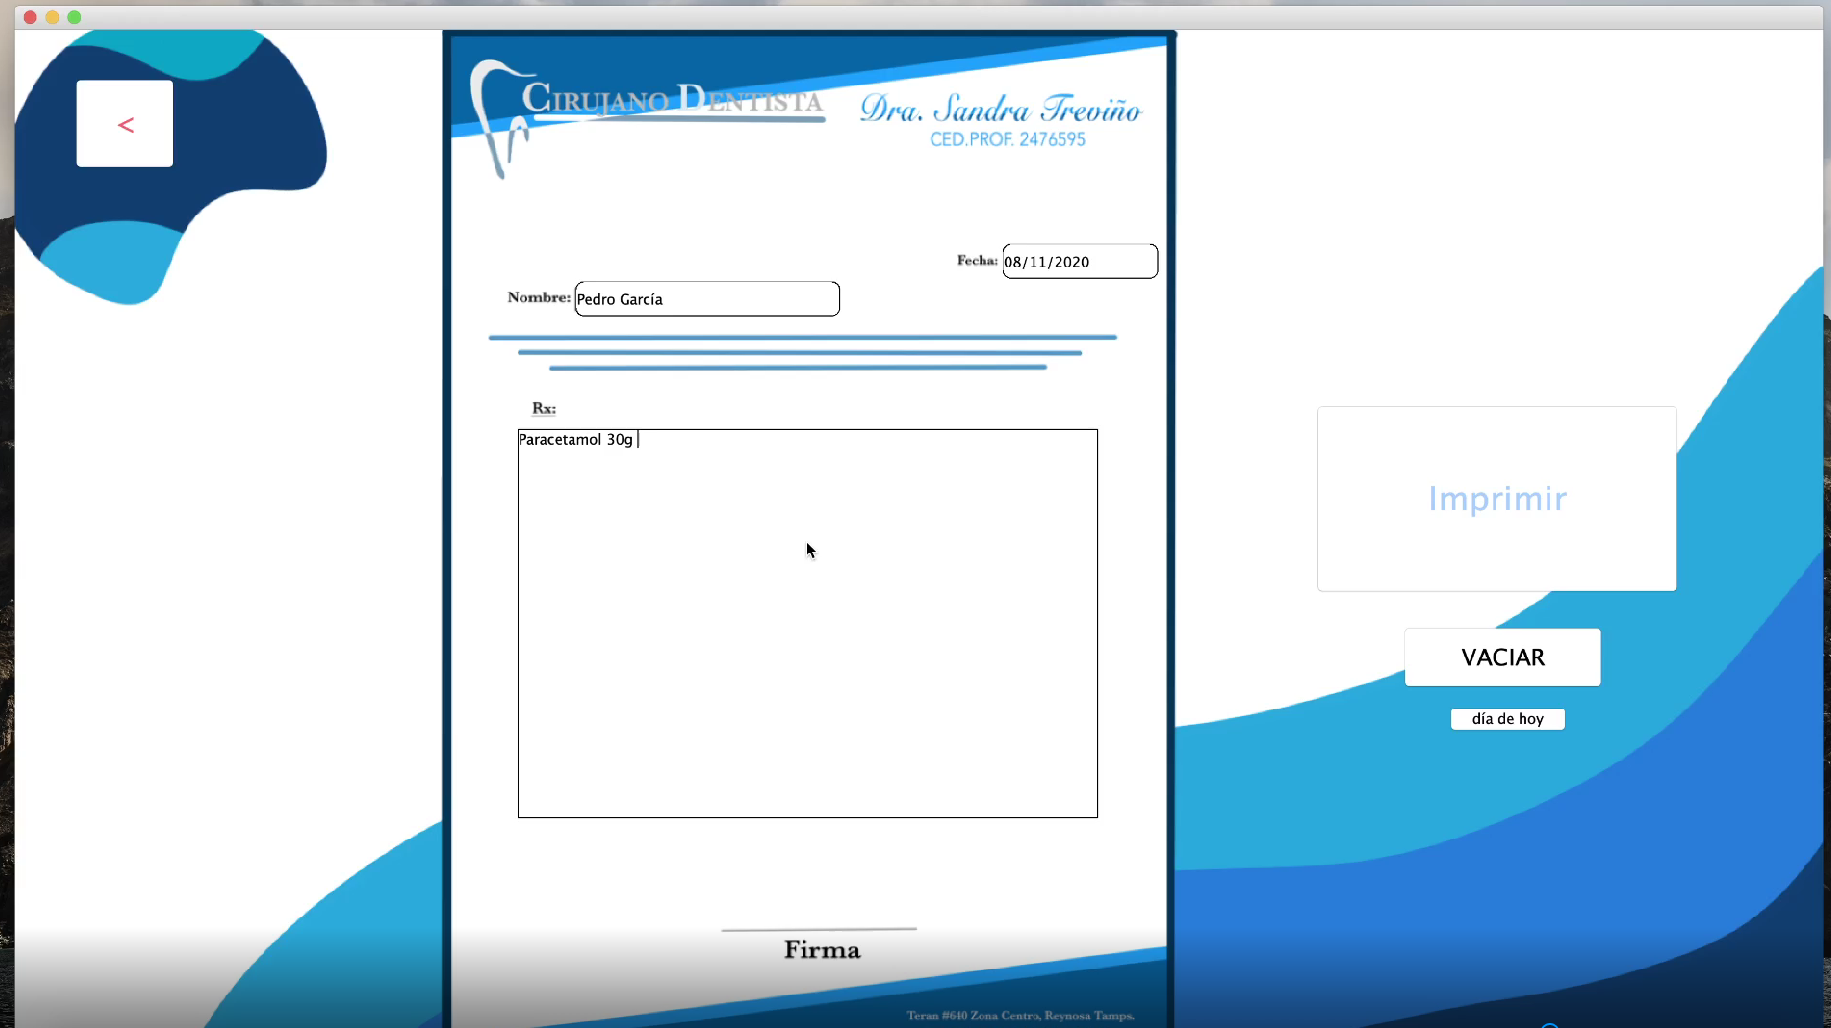 <
CIRUJANO DENTISTA
Dra. Sandra Treviño
CED.PROF. 2476595
Fecha: 08/11/2020
Nombre: Pedro García
Rx:
Paracetamol 30g
Imprimir
VACIAR
día de hoy
Firma
Teran #640 Zona Centro, Reynosa Tamps.